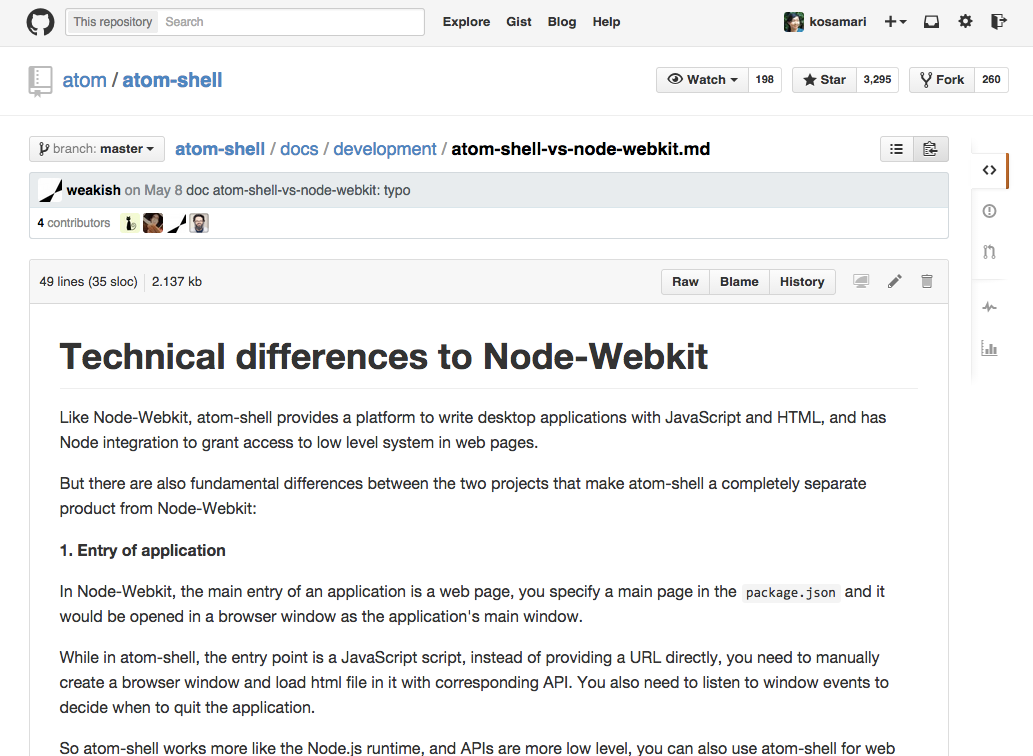 This repository Search Explore Gist Blog Help kosamari
atom / atom-shell Watch 198 Star 3,295 Fork 260
branch: master atom-shell / docs / development / atom-shell-vs-node-webkit.md
weakish on May 8 doc atom-shell-vs-node-webkit: typo
4 contributors
49 lines (35 sloc) 2.137 kb Raw Blame History
Technical differences to Node-Webkit
Like Node-Webkit, atom-shell provides a platform to write desktop applications with JavaScript and HTML, and has
Node integration to grant access to low level system in web pages.
But there are also fundamental differences between the two projects that make atom-shell a completely separate
product from Node-Webkit:
1. Entry of application
In Node-Webkit, the main entry of an application is a web page, you specify a main page in the package.json and it
would be opened in a browser window as the application's main window.
While in atom-shell, the entry point is a JavaScript script, instead of providing a URL directly, you need to manually
create a browser window and load html file in it with corresponding API. You also need to listen to window events to
decide when to quit the application.
So atom-shell works more like the Node.js runtime, and APIs are more low level, you can also use atom-shell for web